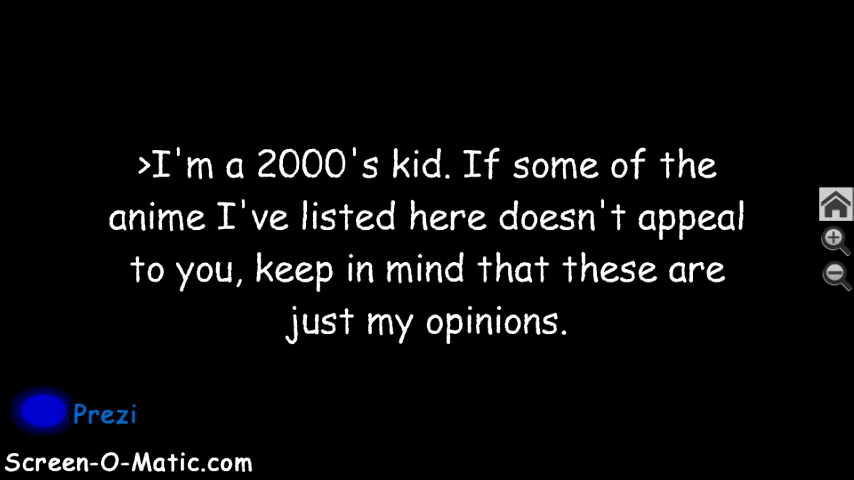 >I'm a 2000's kid. If some of the
anime I've listed here doesn't appeal
to you, keep in mind that these are
just my opinions.
Prezi
Screen-O-Matic.com